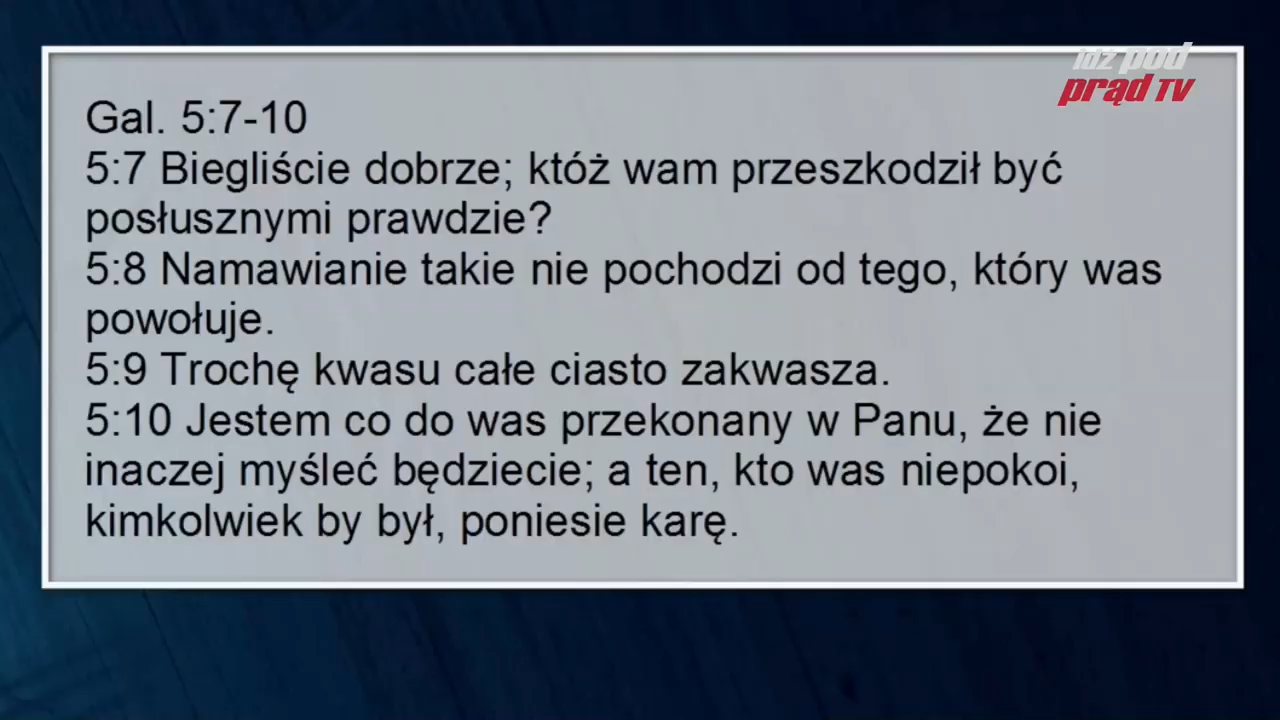 idź pod
prąd TV
Gal. 5:7-10
5:7 Biegliście dobrze; któż wam przeszkodził być
posłusznymi prawdzie?
5:8 Namawianie takie nie pochodzi od tego, który was
powołuje.
5:9 Trochę kwasu całe ciasto zakwasza.
5:10 Jestem co do was przekonany w Panu, że nie
inaczej myśleć będziecie; a ten, kto was niepokoi,
kimkolwiek by był, poniesie karę.